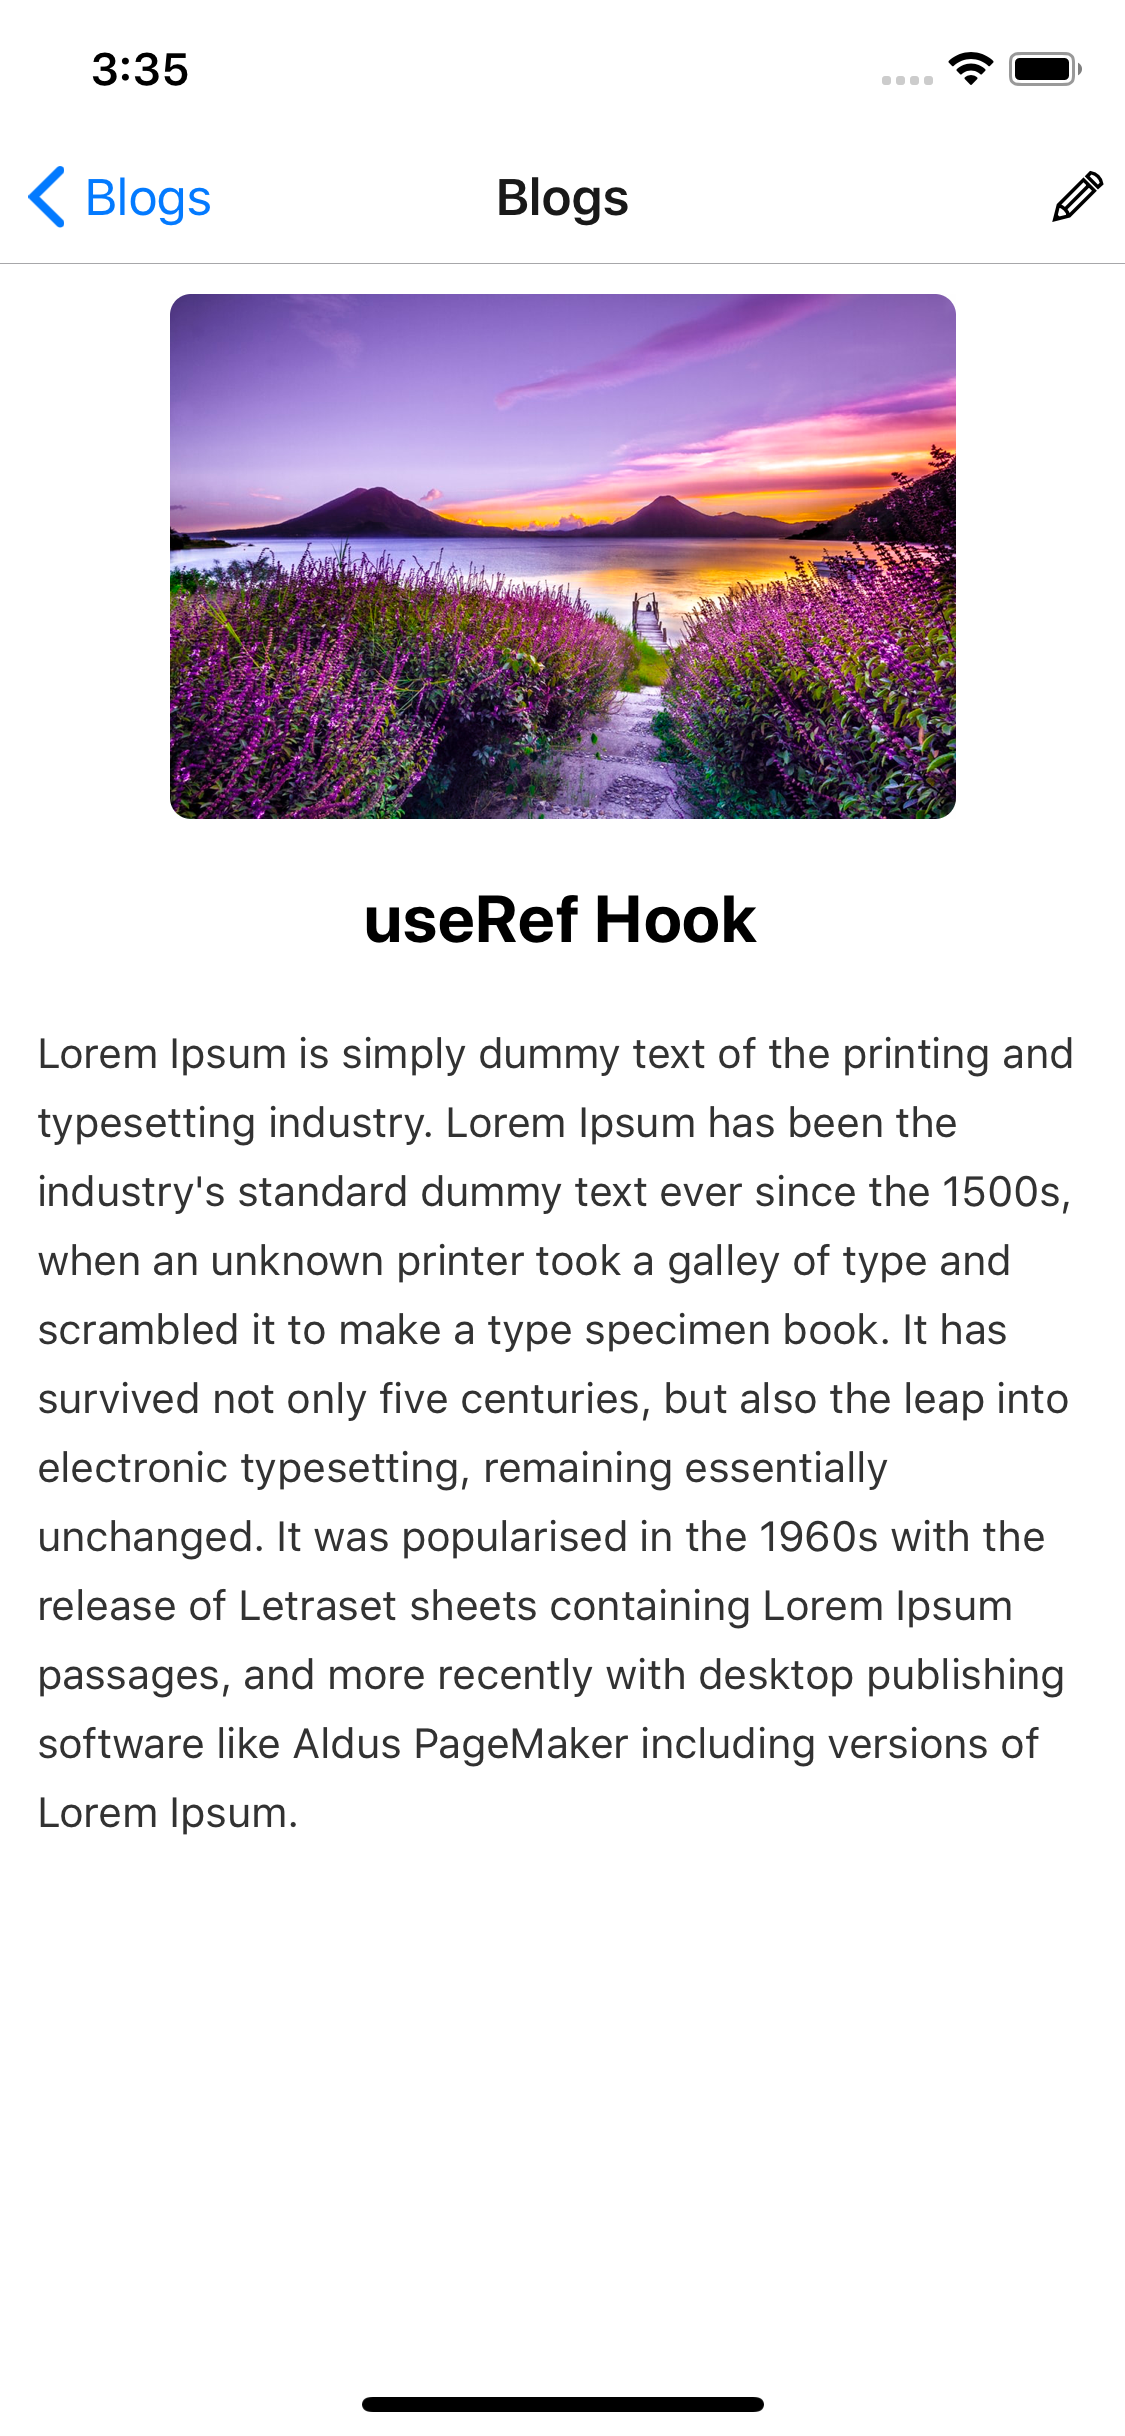 3:35
Blogs
Blogs
useRef Hook
Lorem Ipsum is simply dummy text of the printing and
typesetting industry. Lorem Ipsum has been the
industry's standard dummy text ever since the 1500s,
when an unknown printer took a galley of type and
scrambled it to make a type specimen book. It has
survived not only five centuries, but also the leap into
electronic typesetting, remaining essentially
unchanged. It was popularised in the 1960s with the
release of Letraset sheets containing Lorem Ipsum
passages, and more recently with desktop publishing
software like Aldus PageMaker including versions of
Lorem Ipsum.